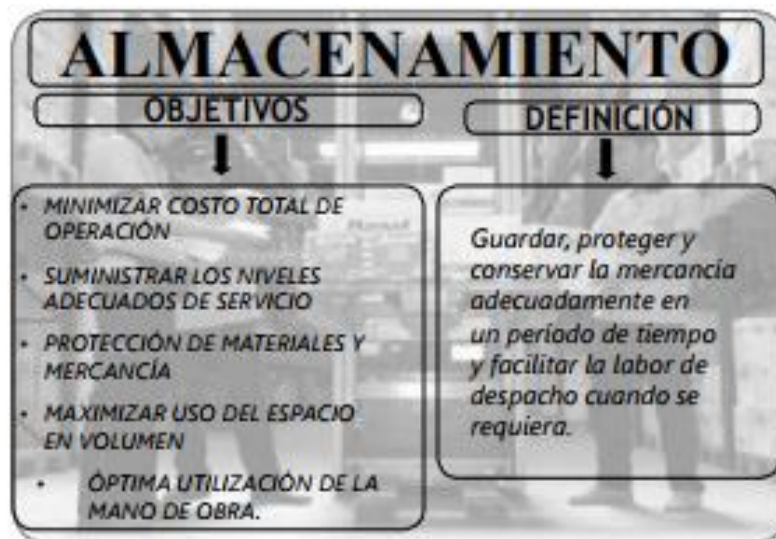 ALMACENAMIENTO
OBJETIVOS
• MINIMIZAR COSTO TOTAL DE
OPERACIÓN
• SUMINISTRAR LOS NIVELES
ADECUADOS DE SERVICIO
• PROTECCIÓN DE MATERIALES Y
MERCANCÍA
• MAXIMIZAR USO DEL ESPACIO
EN VOLUMEN
• ÓPTIMA UTILIZACIÓN DE LA
MANO DE OBRA.
DEFINICIÓN
Guardar, proteger y
conservar la mercancía
adecuadamente en
un período de tiempo
y facilitar la labor de
despacho cuando se
requiera.